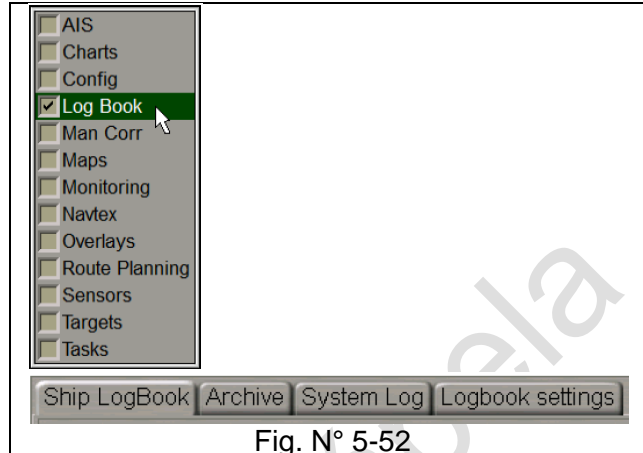 AIS
Charts
Config
Log Book
Man Corr
Maps
Monitoring
Navtex
Overlays
Route Planning
Sensors
Targets
Tasks
Ship LogBook Archive System Log Logbook settings
Fig. N° 5-52